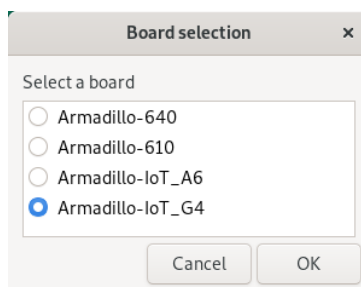 Board selection
Select a board
Armadillo-640
Armadillo-610
Armadillo-IoT_A6
Armadillo-IoT_G4
Cancel OK